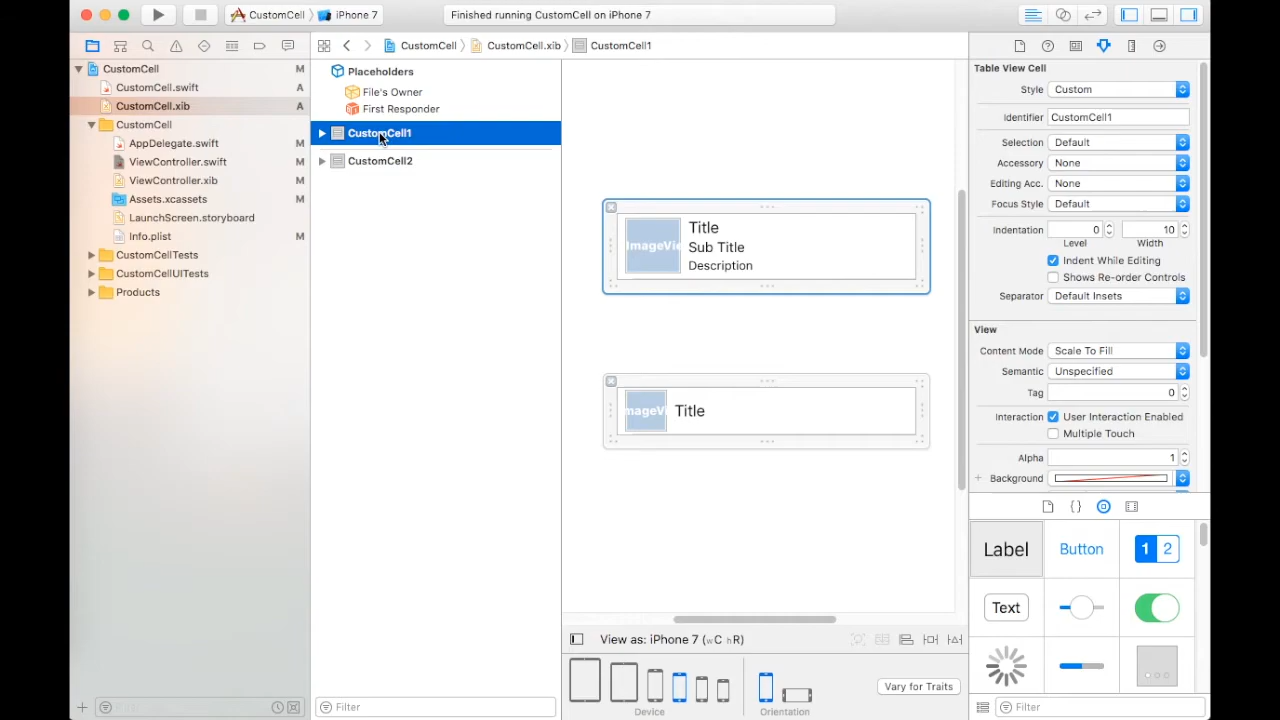 CustomCell
iPhone 7
Finished running CustomCell on iPhone 7
CustomCell
CustomCell.xib
CustomCell1
CustomCell M
CustomCell.swift A
CustomCell.xib A
CustomCell
AppDelegate.swift M
ViewController.swift M
ViewController.xib M
Assets.xcassets M
LaunchScreen.storyboard
Info.plist M
CustomCellTests
CustomCellUITests
Products
Placeholders
File's Owner
First Responder
CustomCell1
CustomCell2
Filter
ImageVie
Title
Sub Title
Description
mageVi
Title
View as: iPhone 7 (wC hR)
Device
Orientation
Vary for Traits
Table View Cell
Style Custom
Identifier CustomCell1
Selection Default
Accessory None
Editing Acc. None
Focus Style Default
Indentation 0 10
Level Width
Indent While Editing
Shows Re-order Controls
Separator Default Insets
View
Content Mode Scale To Fill
Semantic Unspecified
Tag 0
Interaction User Interaction Enabled
Multiple Touch
Alpha 1
Background
{}
Label Button 1 2
Text
Filter